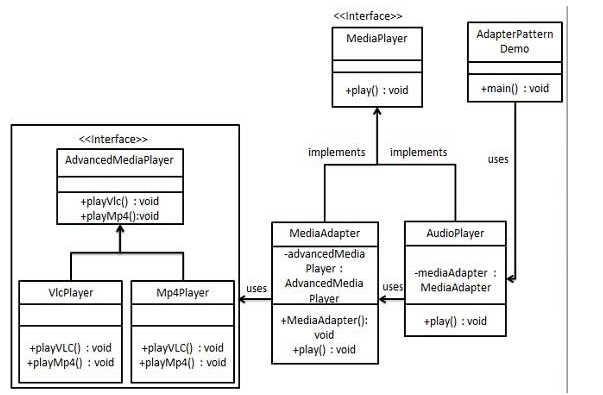 <<Interface>>
MediaPlayer
+play() : void
AdapterPattern
Demo
+main() : void
implements
implements
uses
<<Interface>>
AdvancedMediaPlayer
+playVlc() : void
+playMp4():void
VlcPlayer
+playVLC() : void
+playMp4() : void
Mp4Player
+playVLC() : void
+playMp4() : void
uses
MediaAdapter
-advancedMedia
Player :
AdvancedMedia
Player
+MediaAdapter():
void
+play() : void
uses
AudioPlayer
-mediaAdapter :
MediaAdapter
+play() : void